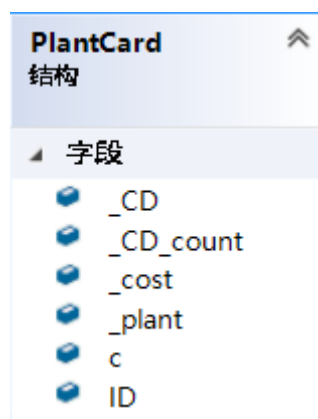 PlantCard
结构
字段
_CD
_CD_count
_cost
_plant
c
ID